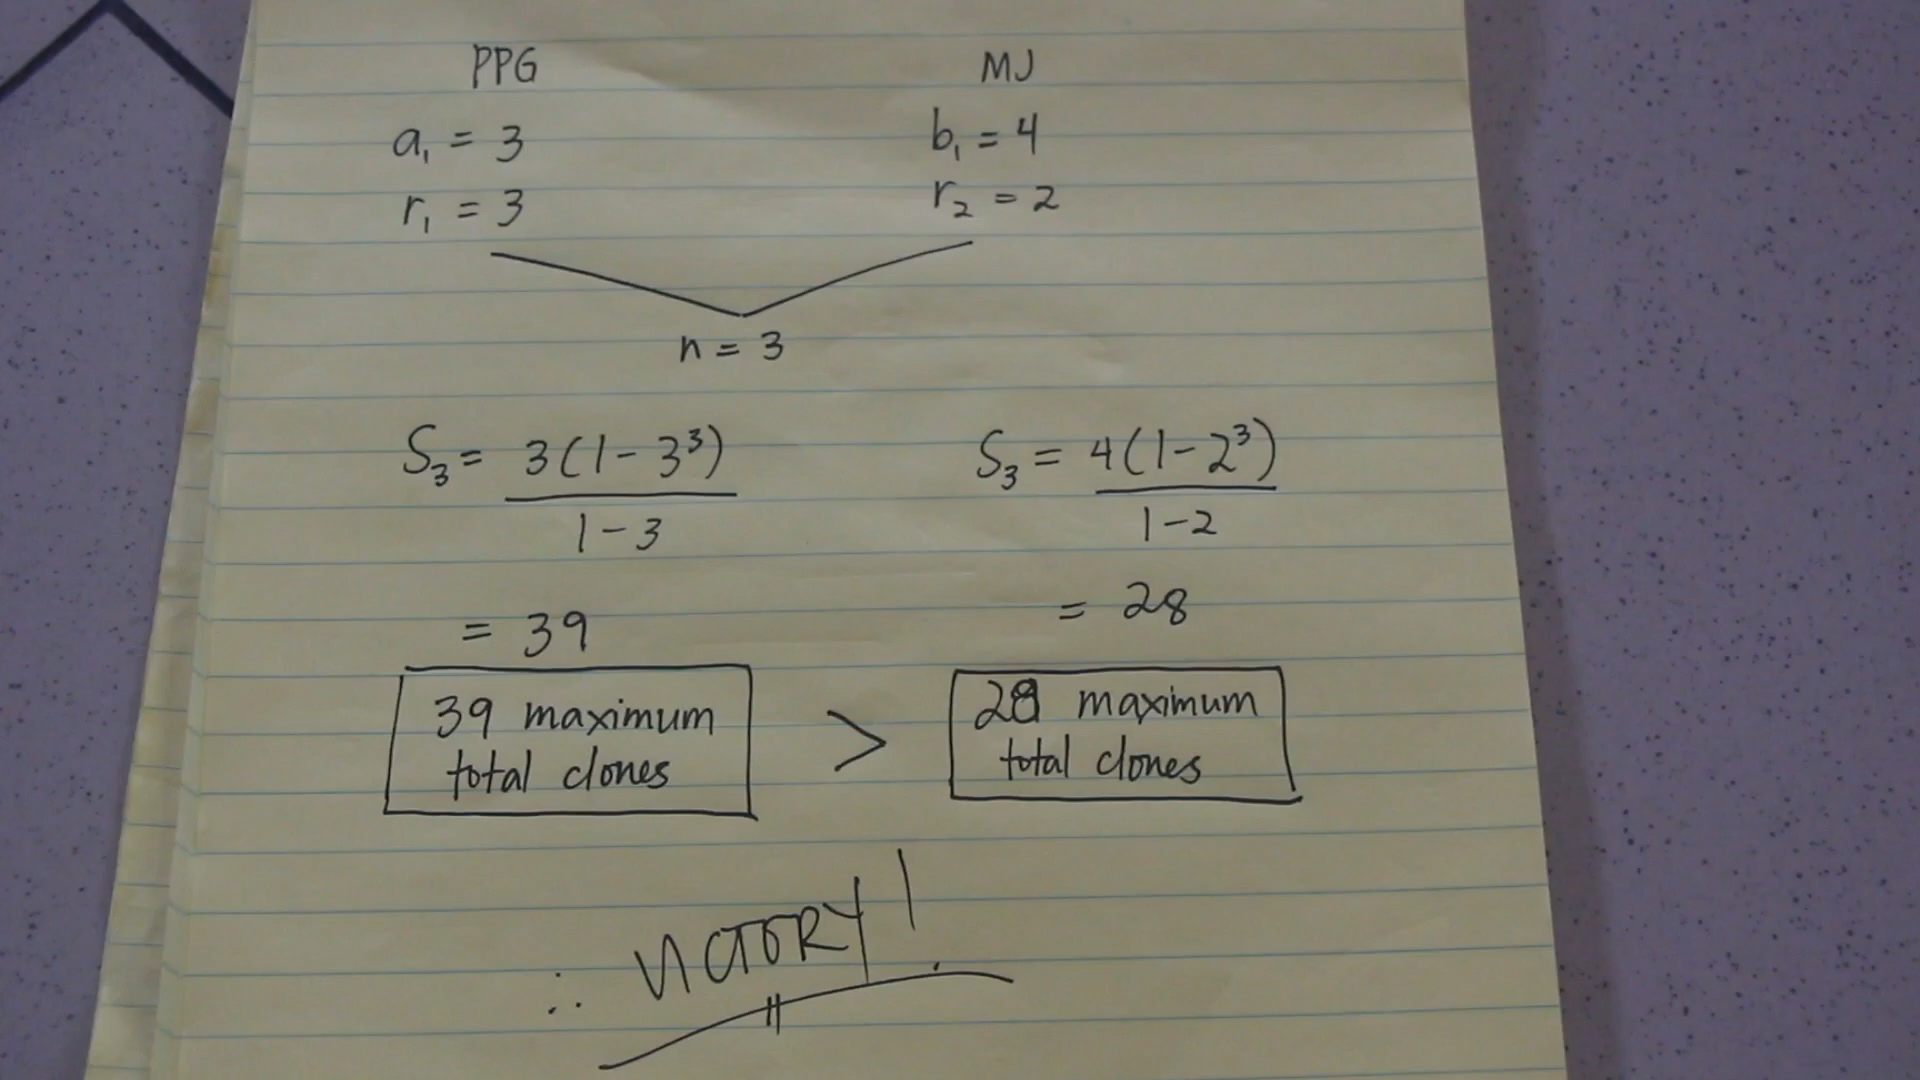 PPG MJ
a₁ = 3 b₁ = 4
r₁ = 3 r₂ = 2
n = 3
S₃ = 3(1-3³) S₃ = 4(1-2³)
1-3 1-2
= 39 = 28
39 maximum > 28 maximum
total clones total clones
∴ VICTORY!